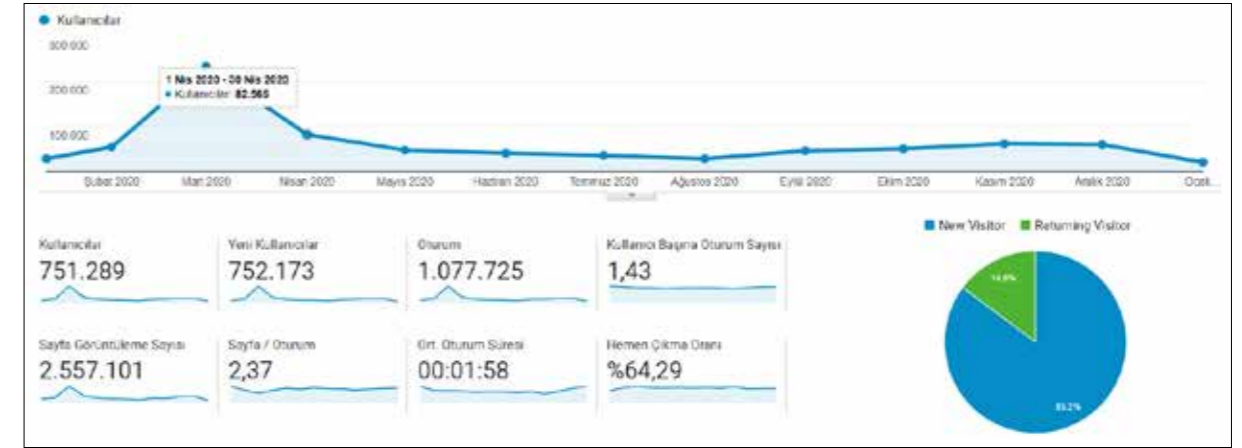 Kullanıcılar
300.000
1 Nis 2020 - 30 Nis 2020
200.000
Kullanıcılar: 82.565
100.000
Şubat 2020 Mart 2020 Nisan 2020 Mayıs 2020 Haziran 2020 Temmuz 2020 Ağustos 2020 Eylül 2020 Ekim 2020 Kasım 2020 Aralık 2020 Ocak...
New Visitor Returning Visitor
Kullanıcılar Yeni Kullanıcılar Oturum Kullanıcı Başına Oturum Sayısı
751.289 752.173 1.077.725 1,43
14,8%
Sayfa Görüntüleme Sayısı Sayfa / Oturum Ort. Oturum Süresi Hemen Çıkma Oranı
2.557.101 2,37 00:01:58 %64,29
85,2%